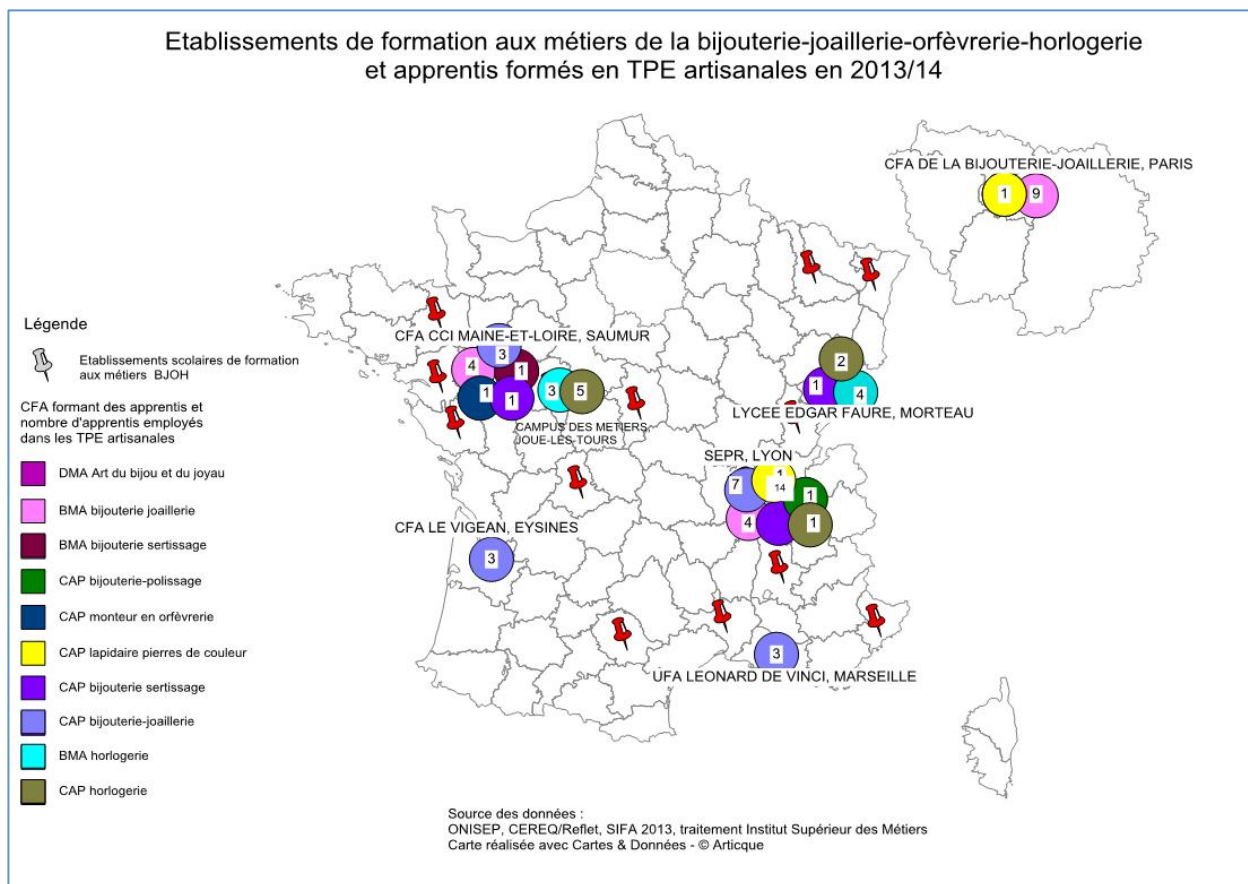 Etablissements de formation aux métiers de la bijouterie-joaillerie-orfèvrerie-horlogerie
et apprentis formés en TPE artisanales en 2013/14
CFA DE LA BIJOUTERIE-JOAILLERIE, PARIS
1
9
Légende
Etablissements scolaires de formation
aux métiers BJOH
CFA formant des apprentis et
nombre d'apprentis employés
dans les TPE artisanales
DMA Art du bijou et du joyau
BMA bijouterie joaillerie
BMA bijouterie sertissage
CAP bijouterie-polissage
CAP monteur en orfèvrerie
CAP lapidaire pierres de couleur
CAP bijouterie sertissage
CAP bijouterie-joaillerie
BMA horlogerie
CAP horlogerie
CFA CCI MAINE-ET-LOIRE, SAUMUR
3
4
1
1
1
3
5
CAMPUS DES METIERS
JOUE-LES-TOURS
2
1
4
LYCEE EDGAR FAURE, MORTEAU
SEPR, LYON
1
7
14
1
4
1
CFA LE VIGEAN, EYSINES
3
3
UFA LEONARD DE VINCI, MARSEILLE
Source des données :
ONISEP, CEREQ/Reflet, SIFA 2013, traitement Institut Supérieur des Métiers
Carte réalisée avec Cartes & Données - © Articque